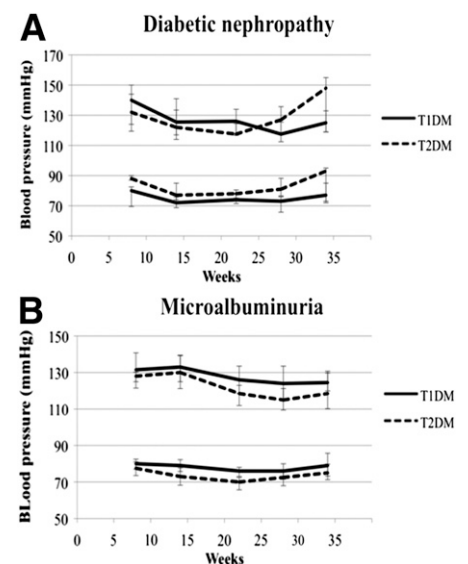 A
Diabetic nephropathy
Blood pressure (mmHg)
170
150
130
110
90
70
50
0 5 10 15 20 25 30 35
Weeks
T1DM
T2DM
B
Microalbuminuria
BLood pressure (mmHg)
150
130
110
90
70
50
0 5 10 15 20 25 30 35
Weeks
T1DM
T2DM